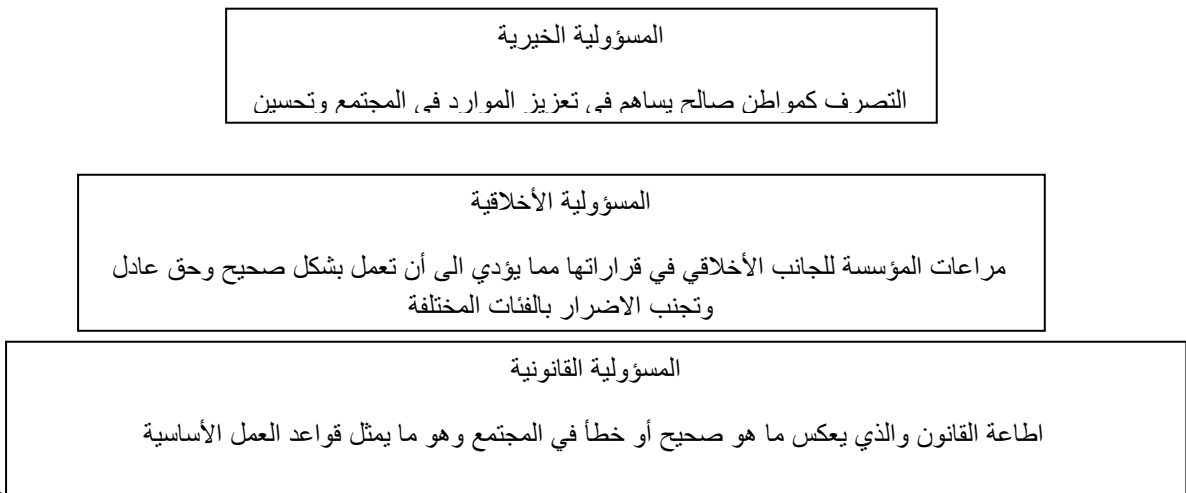 المسؤولية الخيرية
التصرف كمواطن صالح يساهم في تعزيز الموارد في المجتمع وتحسين
المسؤولية الأخلاقية
مراعات المؤسسة للجانب الأخلاقي في قراراتها مما يؤدي الى أن تعمل بشكل صحيح وحق عادل
وتجنب الاضرار بالفئات المختلفة
المسؤولية القانونية
اطاعة القانون والذي يعكس ما هو صحيح أو خطأ في المجتمع وهو ما يمثل قواعد العمل الأساسية